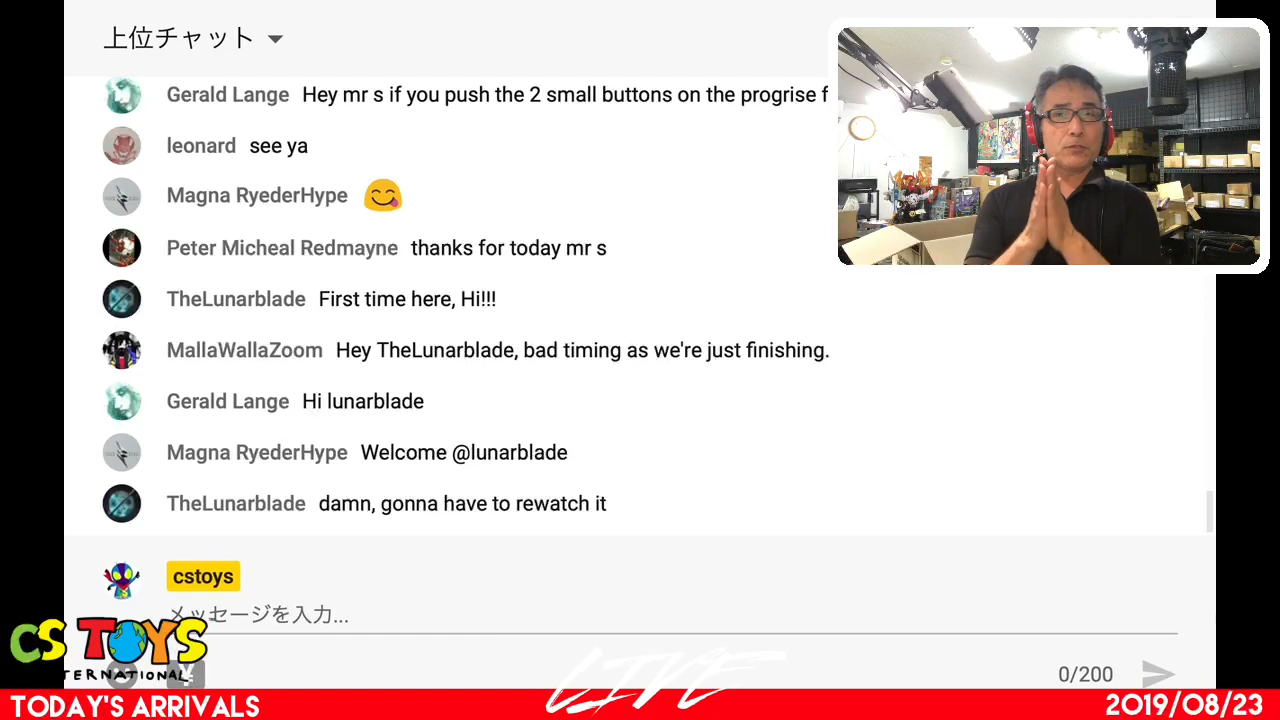 上位チャット
Gerald Lange Hey mr s if you push the 2 small buttons on the progrise f
leonard see ya
Magna RyederHype
Peter Micheal Redmayne thanks for today mr s
TheLunarblade First time here, Hi!!!
MallaWallaZoom Hey TheLunarblade, bad timing as we're just finishing.
Gerald Lange Hi lunarblade
Magna RyederHype Welcome @lunarblade
TheLunarblade damn, gonna have to rewatch it
cstoys
メッセージを入力...
CS TOYS
TERNATIONAL
¥
LIVE
0/200
TODAY'S ARRIVALS
2019/08/23